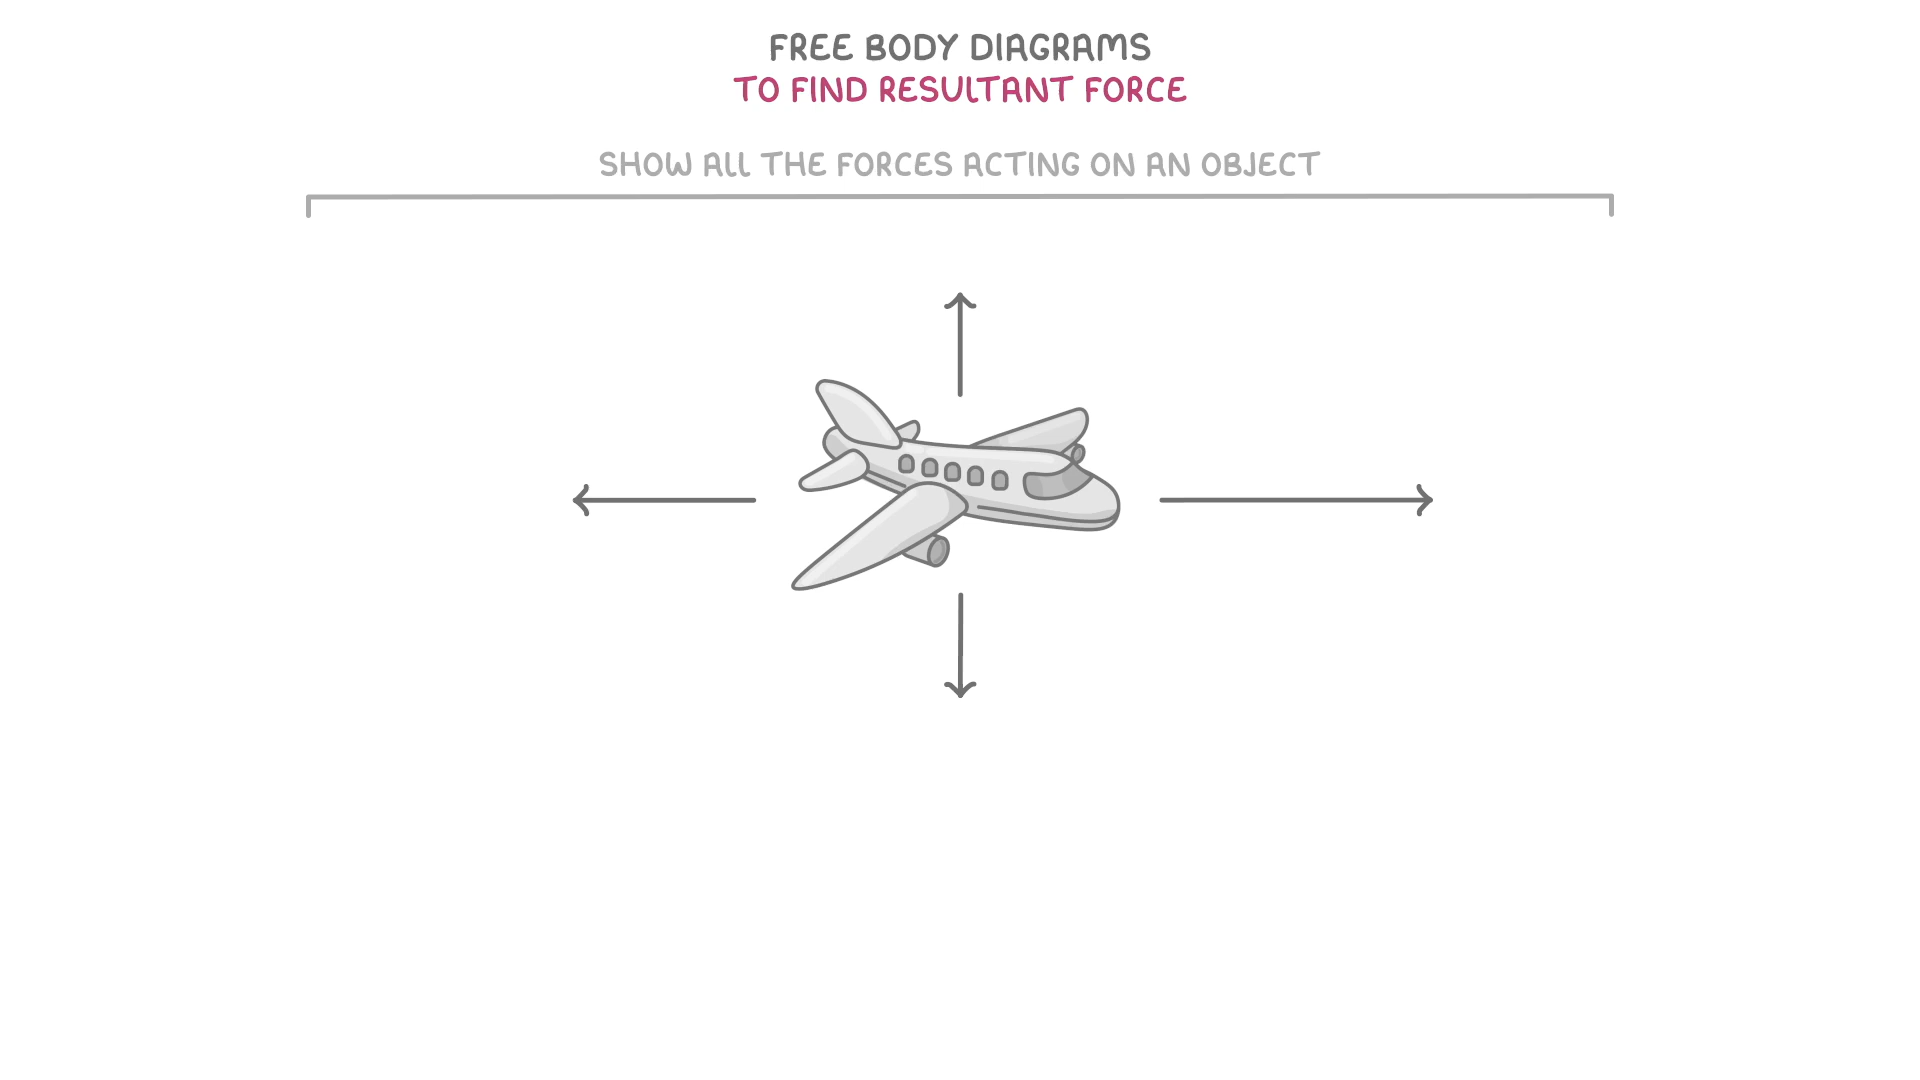 FREE BODY DIAGRAMS
TO FIND RESULTANT FORCE
SHOW ALL THE FORCES ACTING ON AN OBJECT